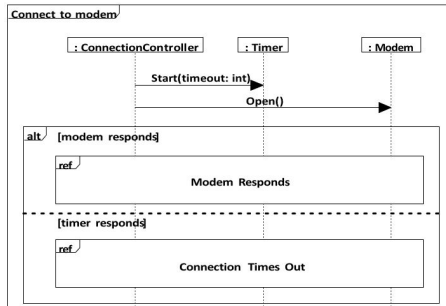 Connect to modem
: ConnectionController : Timer : Modem
Start(timeout: int)
Open()
alt [modem responds]
ref
Modem Responds
[timer responds]
ref
Connection Times Out